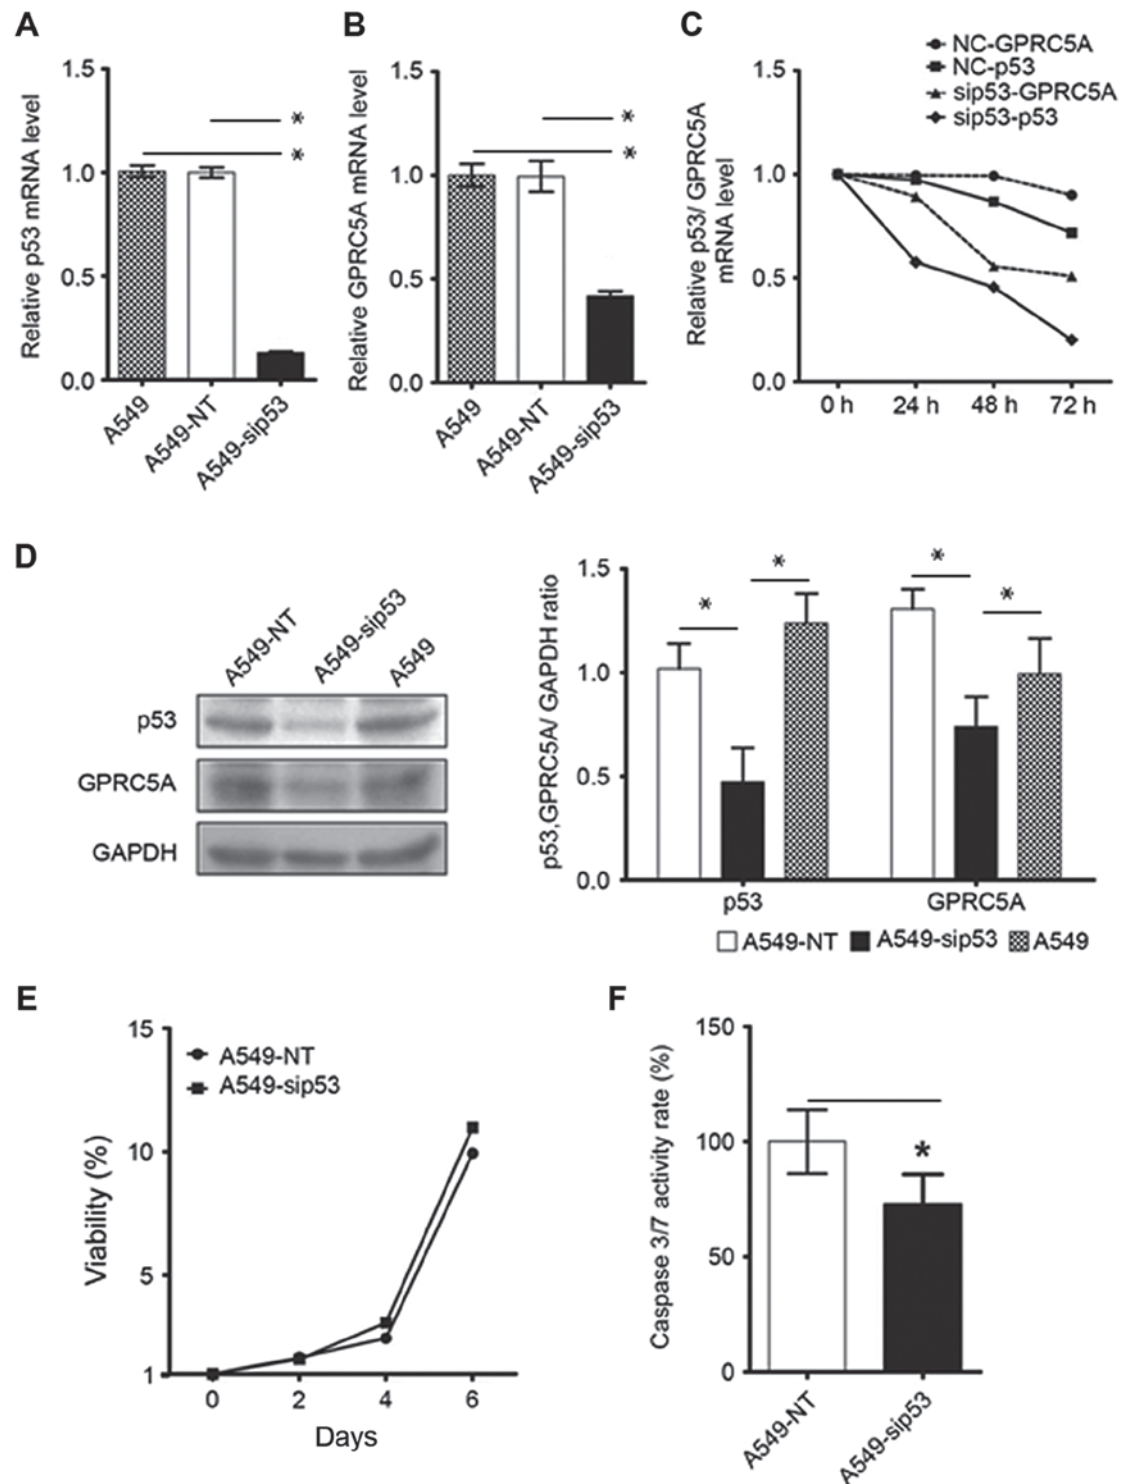 A
Relative p53 mRNA level
1.5
1.0
0.5
0.0
*
*
A549
A549-NT
A549-sip53
B
Relative GPRC5A mRNA level
1.5
1.0
0.5
0.0
*
*
A549
A549-NT
A549-sip53
C
NC-GPRC5A
NC-p53
sip53-GPRC5A
sip53-p53
Relative p53/ GPRC5A
mRNA level
1.5
1.0
0.5
0.0
0 h
24 h
48 h
72 h
D
A549-NT
A549-sip53
A549
p53
GPRC5A
GAPDH
p53,GPRC5A/ GAPDH ratio
1.5
1.0
0.5
0.0
*
*
*
*
p53
GPRC5A
A549-NT
A549-sip53
A549
E
A549-NT
A549-sip53
Viability (%)
15
10
5
1
0
2
4
6
Days
F
Caspase 3/7 activity rate (%)
150
100
50
0
*
A549-NT
A549-sip53